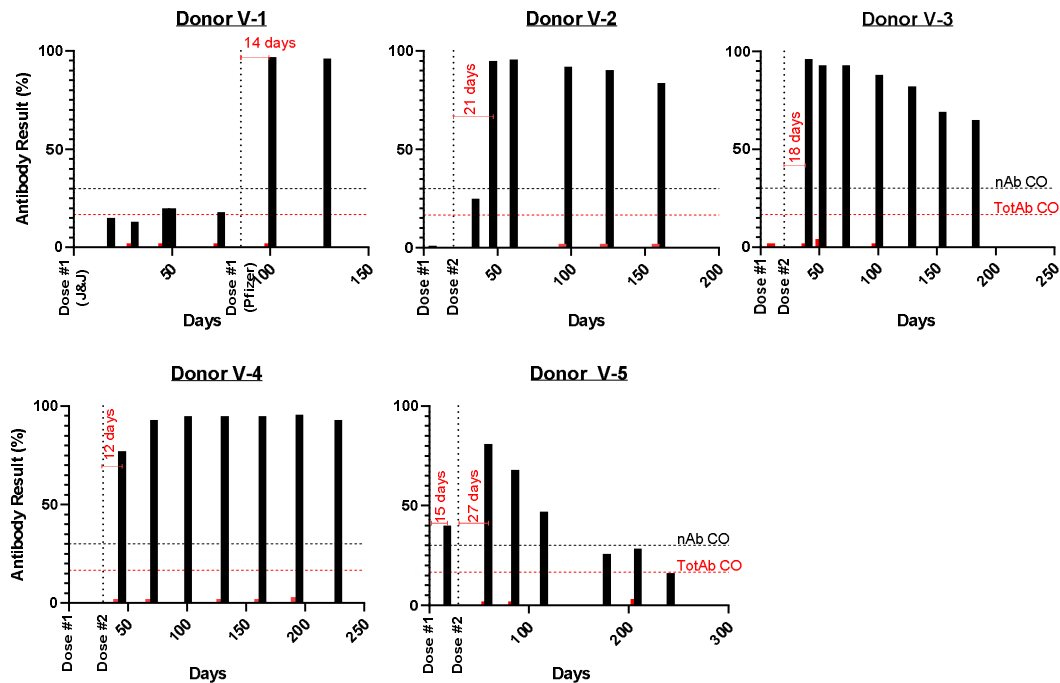 Donor V-1
Antibody Result (%)
100
50
0
14 days
Dose #1
(J&J)
50
Dose #1
(Pfizer)
100
150
Days
Donor V-2
100
50
0
21 days
Dose #1
Dose #2
50
100
150
200
Days
Donor V-3
100
50
0
18 days
nAb CO
TotAb CO
Dose #1
Dose #2
50
100
150
200
250
Days
Donor V-4
Antibody Result (%)
100
50
0
12 days
Dose #1
Dose #2
50
100
150
200
250
Days
Donor V-5
100
50
0
15 days
27 days
nAb CO
TotAb CO
Dose #1
Dose #2
100
200
300
Days